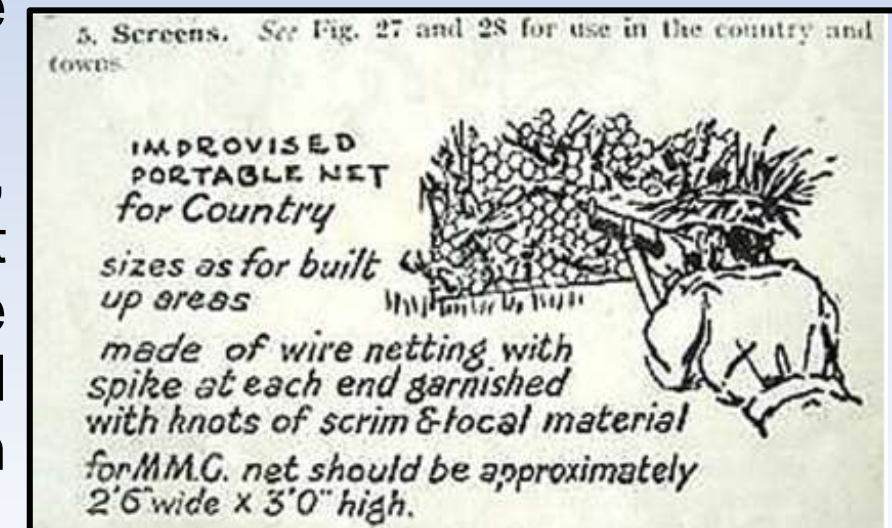 5. Screens. See Fig. 27 and 28 for use in the country and
towns.
IMPROVISED
PORTABLE NET
for Country
sizes as for built
up areas
made of wire netting with
spike at each end garnished
with knots of scrim & local material
for M.M.G. net should be approximately
2'6" wide x 3'0" high.